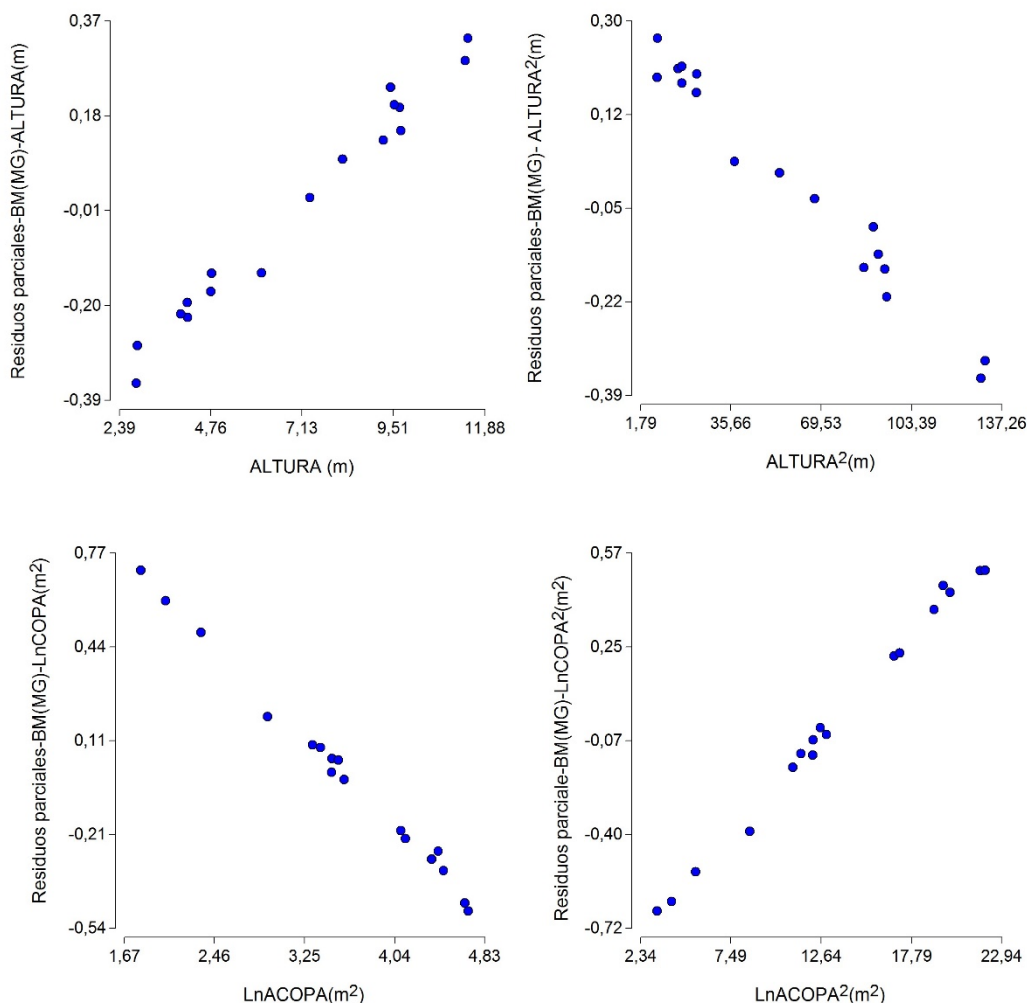 Residuos parciales-BM(MG)-ALTURA(m)
0,37
0,18
-0,01
-0,20
-0,39
2,39 4,76 7,13 9,51 11,88
ALTURA (m)
Residuos parciales-BM(MG)- ALTURA²(m)
0,30
0,12
-0,05
-0,22
-0,39
1,79 35,66 69,53 103,39 137,26
ALTURA²(m)
Residuos parciales-BM(MG)-LnCOPA(m²)
0,77
0,44
0,11
-0,21
-0,54
1,67 2,46 3,25 4,04 4,83
LnACOPA(m²)
Residuos parciale-BM(MG)-LnCOPA²(m²)
0,57
0,25
-0,07
-0,40
-0,72
2,34 7,49 12,64 17,79 22,94
LnACOPA²(m²)